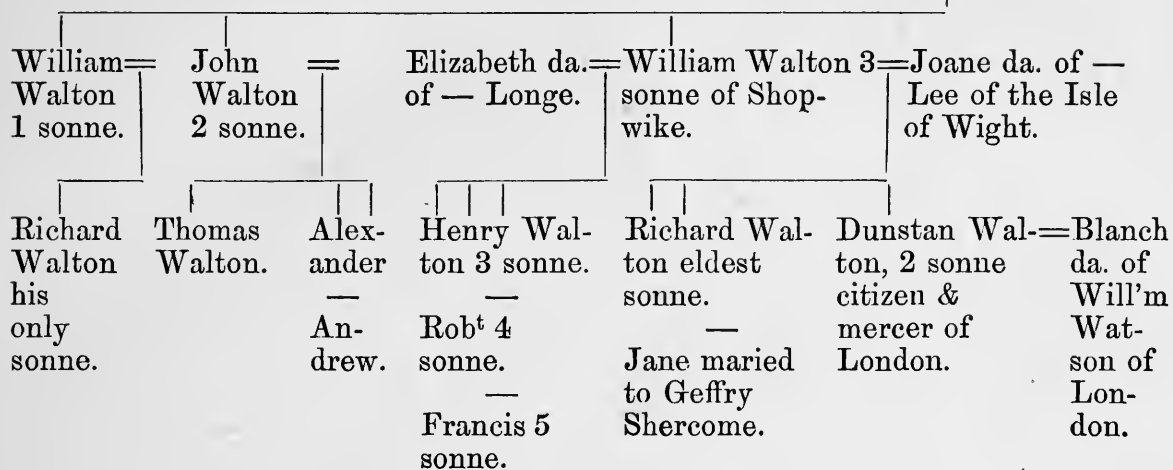 William=
Walton
1 sonne.
John =
Walton
2 sonne.
Elizabeth da.=William Walton 3=Joane da. of —
of — Longe.
sonne of Shop-
wike.
Lee of the Isle
of Wight.
Richard
Walton
his
only
sonne.
Thomas
Walton.
Alex-
ander
—
An-
drew.
Henry Wal-
ton 3 sonne.
—
Robᵗ 4
sonne.
—
Francis 5
sonne.
Richard Wal-
ton eldest
sonne.
—
Jane maried
to Geffry
Shercome.
Dunstan Wal-=Blanch
ton, 2 sonne
citizen &
mercer of
London.
da. of
Will'm
Wat-
son of
Lon-
don.